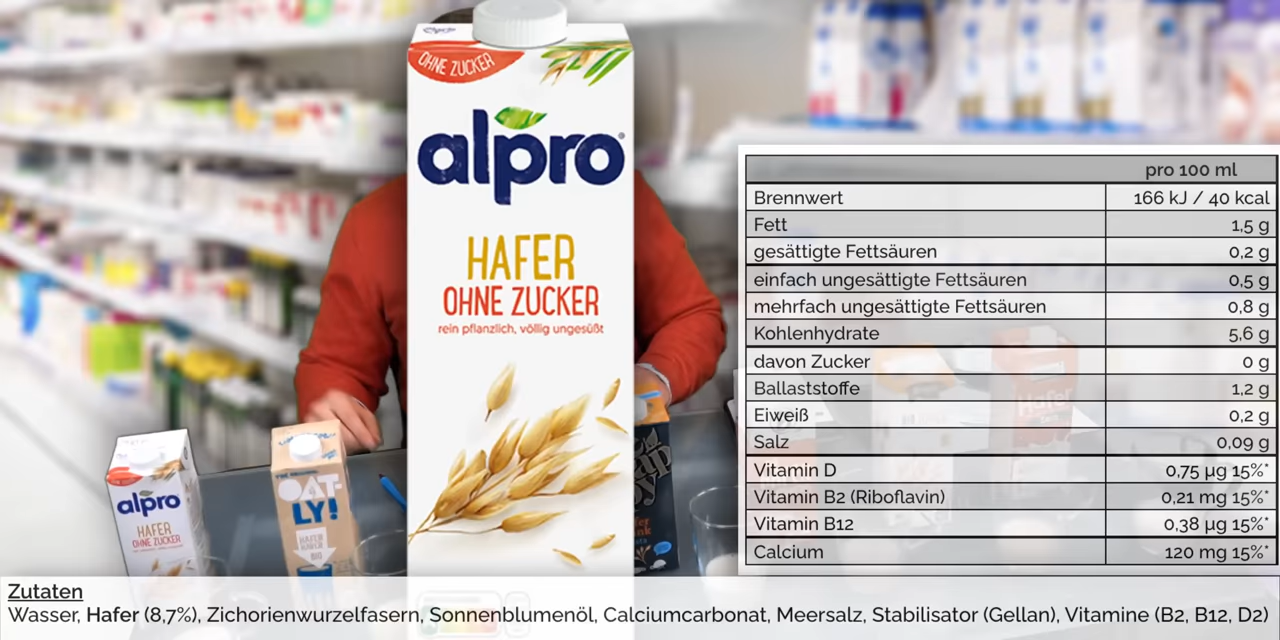 OHNE ZUCKER
alpro
HAFER
OHNE ZUCKER
rein pflanzlich, völlig ungesüßt
alpro
HAFER
OHNE ZUCKER
OAT-
LY!
HAFER
pro 100 ml
Brennwert 166 kJ / 40 kcal
Fett 1,5 g
gesättigte Fettsäuren 0,2 g
einfach ungesättigte Fettsäuren 0,5 g
mehrfach ungesättigte Fettsäuren 0,8 g
Kohlenhydrate 5,6 g
davon Zucker 0 g
Ballaststoffe 1,2 g
Eiweiß 0,2 g
Salz 0,09 g
Vitamin D 0,75 µg 15%*
Vitamin B2 (Riboflavin) 0,21 mg 15%*
Vitamin B12 0,38 µg 15%*
Calcium 120 mg 15%*
Hafer
Zutaten
Wasser, Hafer (8,7%), Zichorienwurzelfasern, Sonnenblumenöl, Calciumcarbonat, Meersalz, Stabilisator (Gellan), Vitamine (B2, B12, D2)